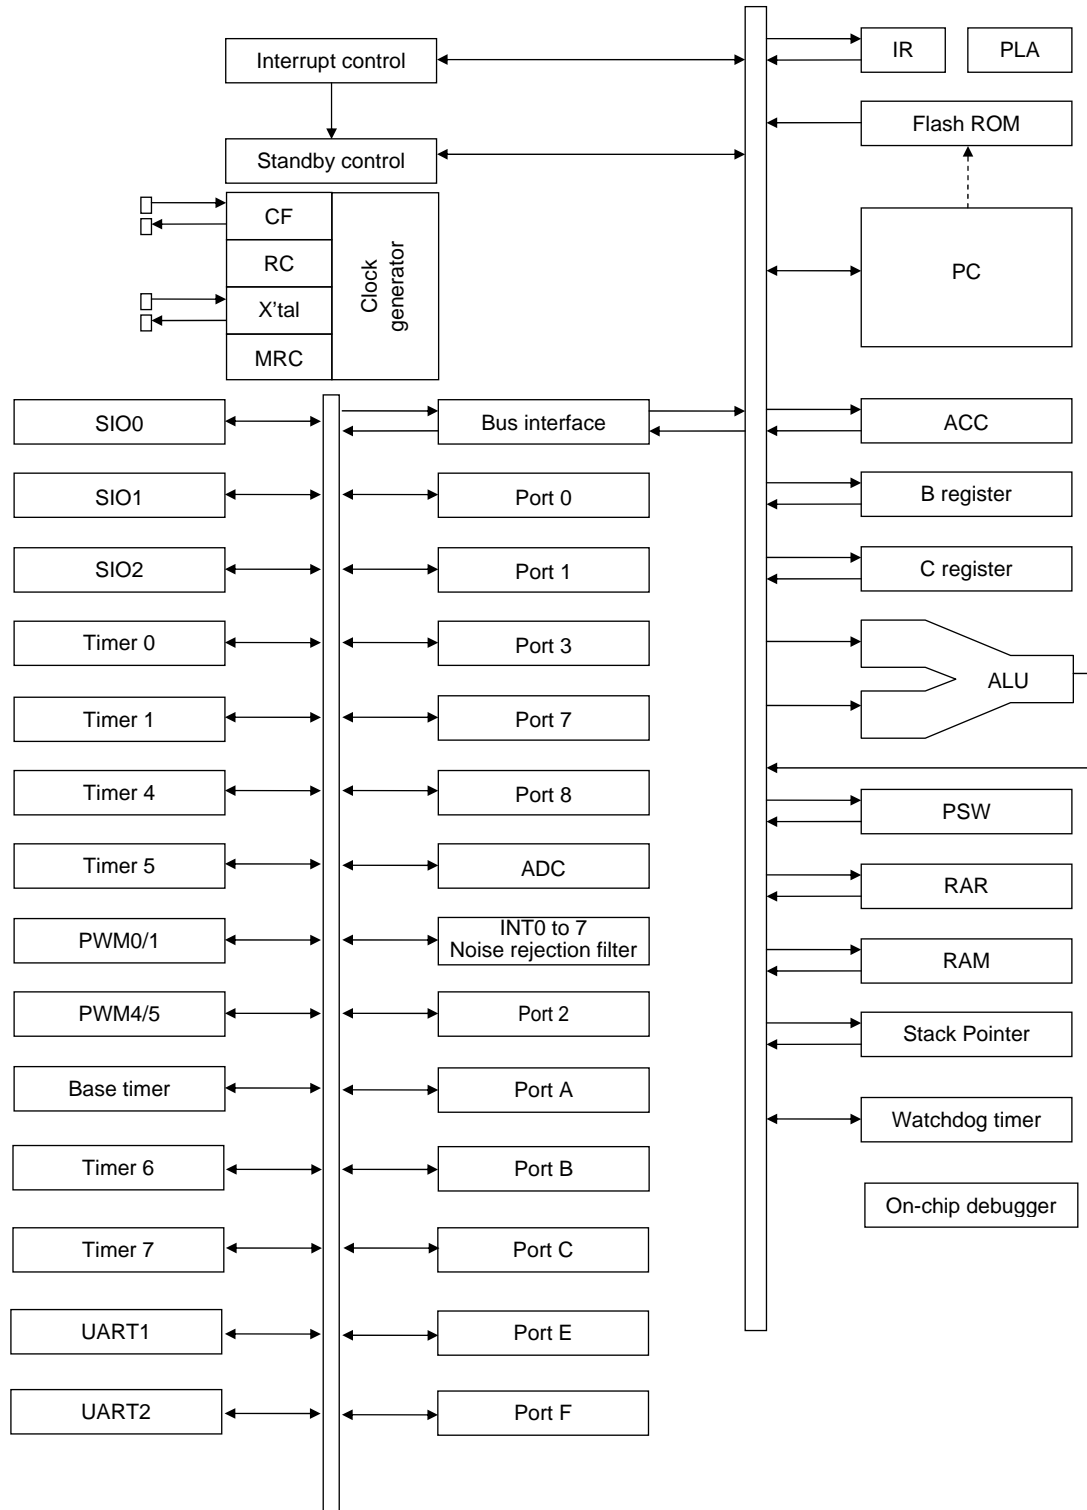 Interrupt control
Standby control
CF
RC
X'tal
MRC
Clock
generator
IR
PLA
Flash ROM
PC
SIO0
Bus interface
ACC
SIO1
Port 0
B register
SIO2
Port 1
C register
Timer 0
Port 3
ALU
Timer 1
Port 7
Timer 4
Port 8
PSW
Timer 5
ADC
RAR
PWM0/1
INT0 to 7
Noise rejection filter
RAM
PWM4/5
Port 2
Stack Pointer
Base timer
Port A
Watchdog timer
Timer 6
Port B
On-chip debugger
Timer 7
Port C
UART1
Port E
UART2
Port F